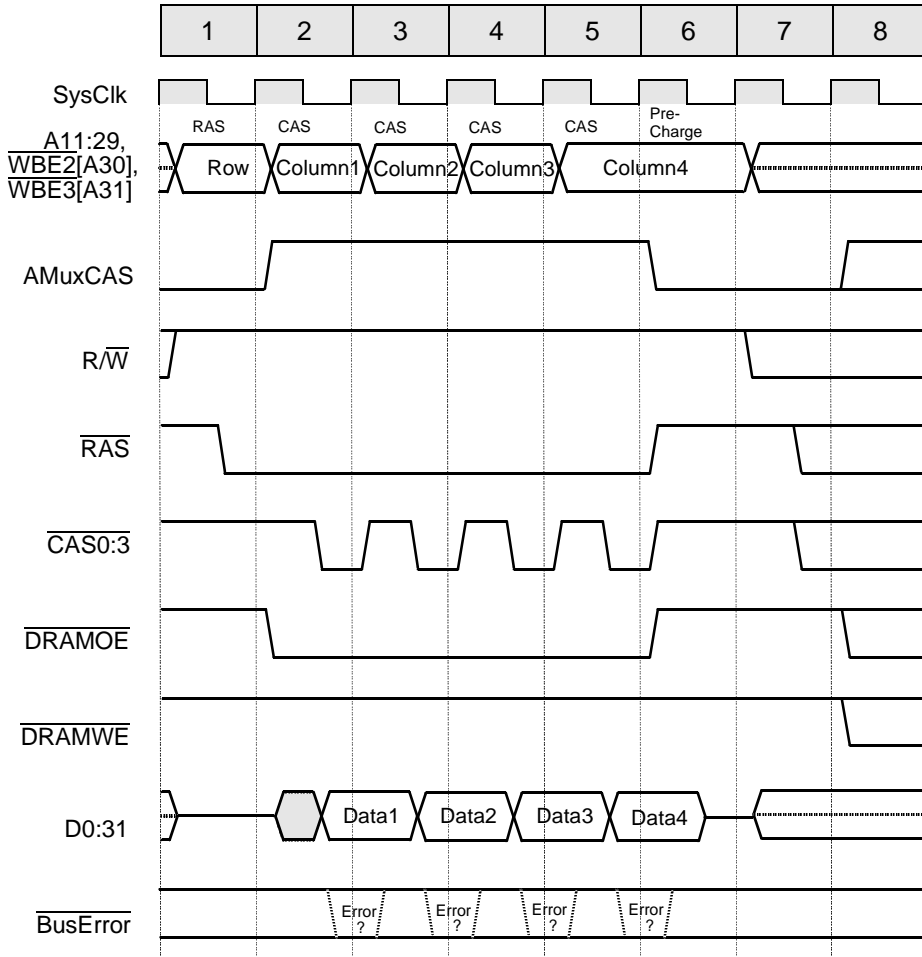 1 2 3 4 5 6 7 8
SysClk
RAS CAS CAS CAS CAS Pre-
Charge
A11:29,
WBE2[A30],
WBE3[A31]
Row Column1 Column2 Column3 Column4
AMuxCAS
R/W
RAS
CAS0:3
DRAMOE
DRAMWE
D0:31
Data1 Data2 Data3 Data4
BusError
Error Error Error Error
? ? ? ?